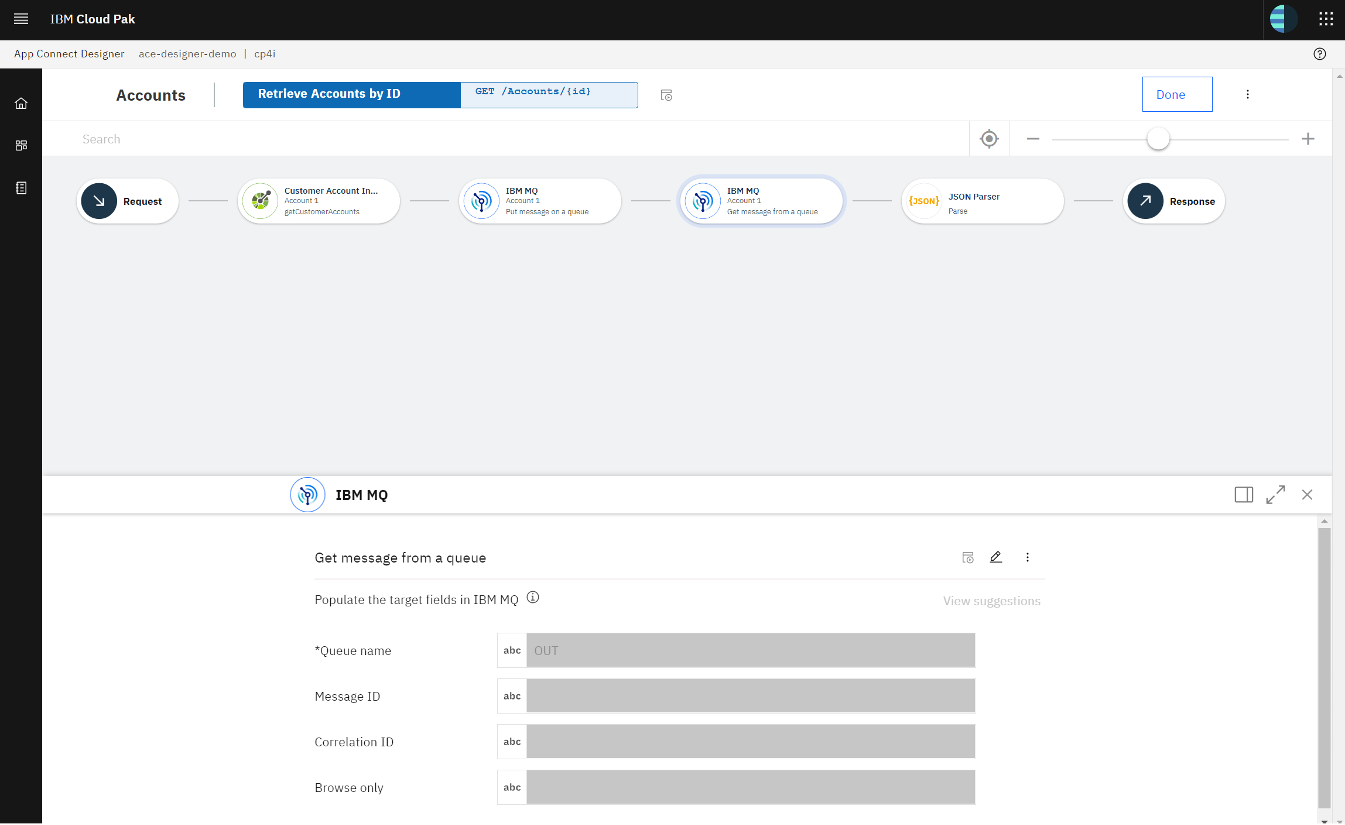 IBM Cloud Pak
App Connect Designer ace-designer-demo | cp4i
Accounts
Retrieve Accounts by ID
GET /Accounts/{id}
Done
Search
Request
Customer Account In...
Account 1
getCustomerAccounts
IBM MQ
Account 1
Put message on a queue
IBM MQ
Account 1
Get message from a queue
{JSON}
JSON Parser
Parse
Response
IBM MQ
Get message from a queue
Populate the target fields in IBM MQ
View suggestions
*Queue name abc OUT
Message ID abc
Correlation ID abc
Browse only abc